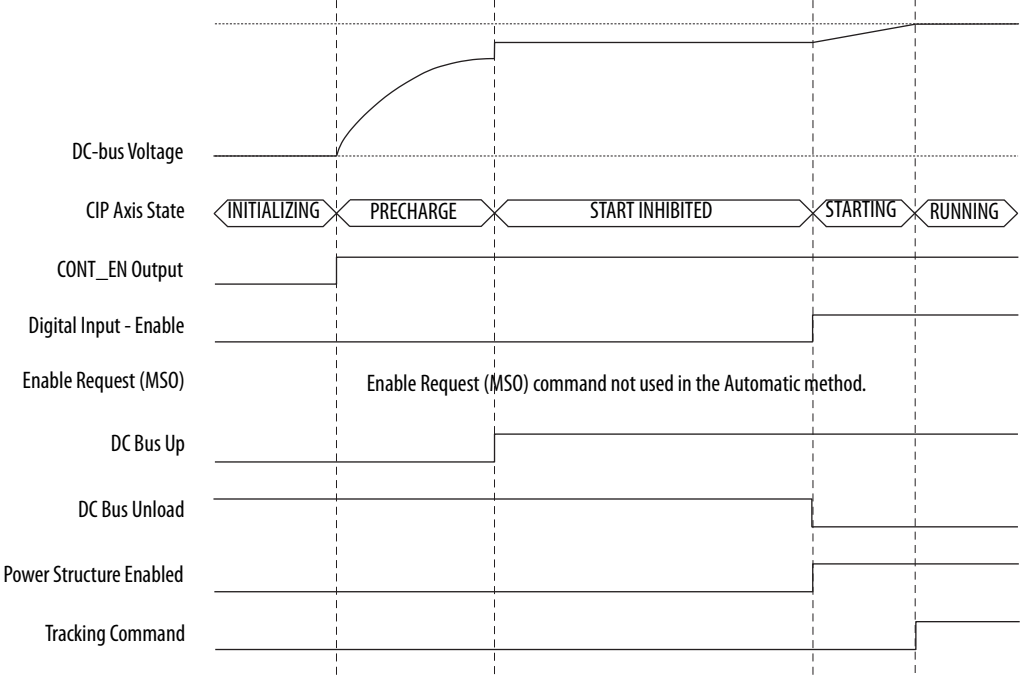 DC-bus Voltage
CIP Axis State
INITIALIZING PRECHARGE START INHIBITED STARTING RUNNING
CONT_EN Output
Digital Input - Enable
Enable Request (MSO)
Enable Request (MSO) command not used in the Automatic method.
DC Bus Up
DC Bus Unload
Power Structure Enabled
Tracking Command